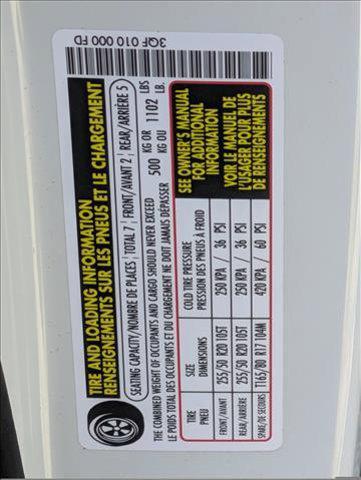 3QF 010 000 FD
TIRE AND LOADING INFORMATION
RENSEIGNEMENTS SUR LES PNEUS ET LE CHARGEMENT
SEATING CAPACITY/NOMBRE DE PLACES TOTAL 7 FRONT/AVANT 2 REAR/ARRIÈRE 5
THE COMBINED WEIGHT OF OCCUPANTS AND CARGO SHOULD NEVER EXCEED 500 KG OR 1102 LBS
LE POIDS TOTAL DES OCCUPANTS ET DU CHARGEMENT NE DOIT JAMAIS DÉPASSER 500 KG OU 1102 LB.
TIRE SIZE COLD TIRE PRESSURE
PNEU DIMENSIONS PRESSION DES PNEUS À FROID
FRONT/AVANT 255/50 R20 105T 250 KPA / 36 PSI
REAR/ARRIÈRE 255/50 R20 105T 250 KPA / 36 PSI
SPARE/DE SECOURS T165/80 R17 104M 420 KPA / 60 PSI
SEE OWNER'S MANUAL
FOR ADDITIONAL
INFORMATION
VOIR LE MANUEL DE
L'USAGER POUR PLUS
DE RENSEIGNEMENTS